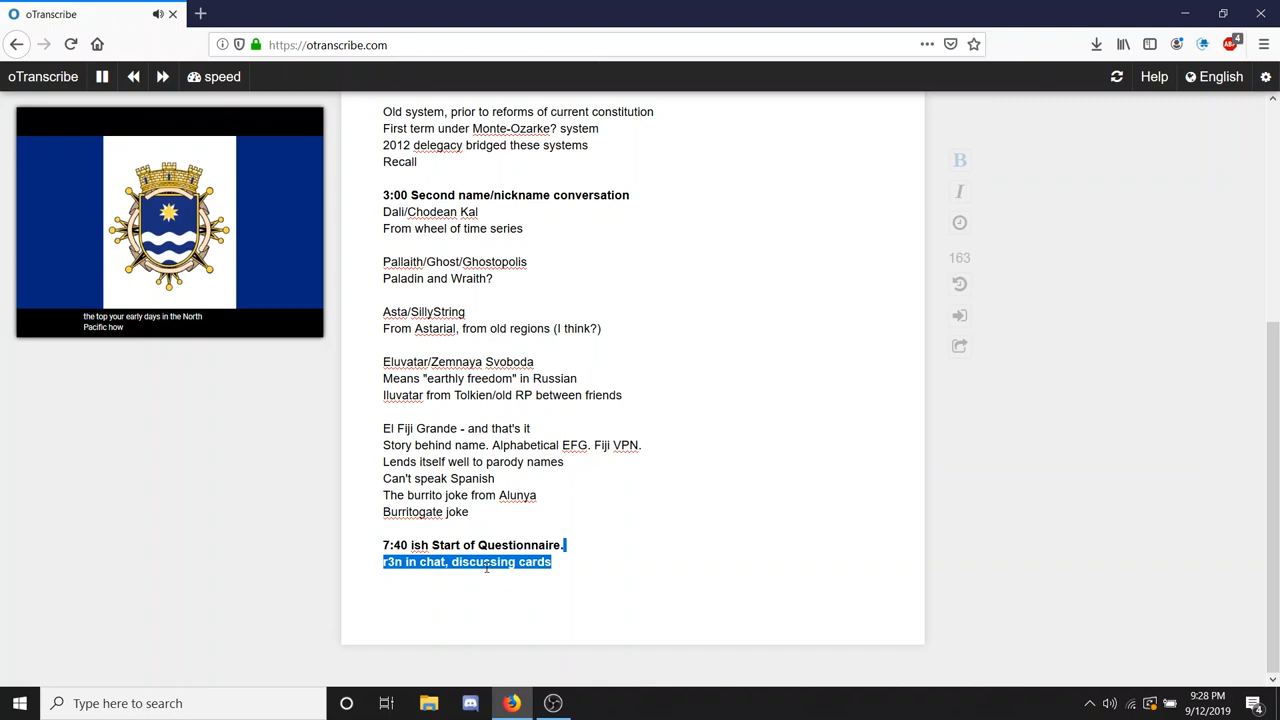 oTranscribe
https://otranscribe.com
4
oTranscribe
speed
Help
English
the top your early days in the North
Pacific how
Old system, prior to reforms of current constitution
First term under Monte-Ozarke? system
2012 delegacy bridged these systems
Recall
3:00 Second name/nickname conversation
Dali/Chodean Kal
From wheel of time series
Pallaith/Ghost/Ghostopolis
Paladin and Wraith?
Asta/SillyString
From Astarial, from old regions (I think?)
Eluvatar/Zemnaya Svoboda
Means "earthly freedom" in Russian
Iluvatar from Tolkien/old RP between friends
El Fiji Grande - and that's it
Story behind name. Alphabetical EFG. Fiji VPN.
Lends itself well to parody names
Can't speak Spanish
The burrito joke from Alunya
Burritogate joke
7:40 ish Start of Questionnaire.
r3n in chat, discussing cards
B
I
163
Type here to search
9:28 PM
9/12/2019
4